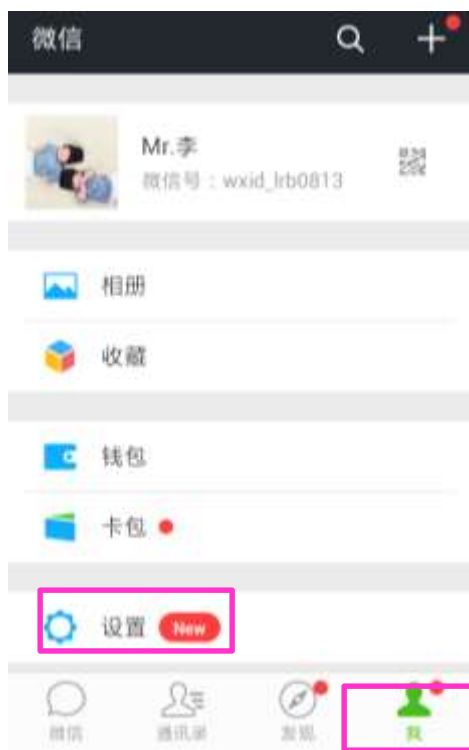 微信
Mr.李
微信号：wxid_lrb0813
相册
收藏
钱包
卡包
设置 New
微信 通讯录 发现 我